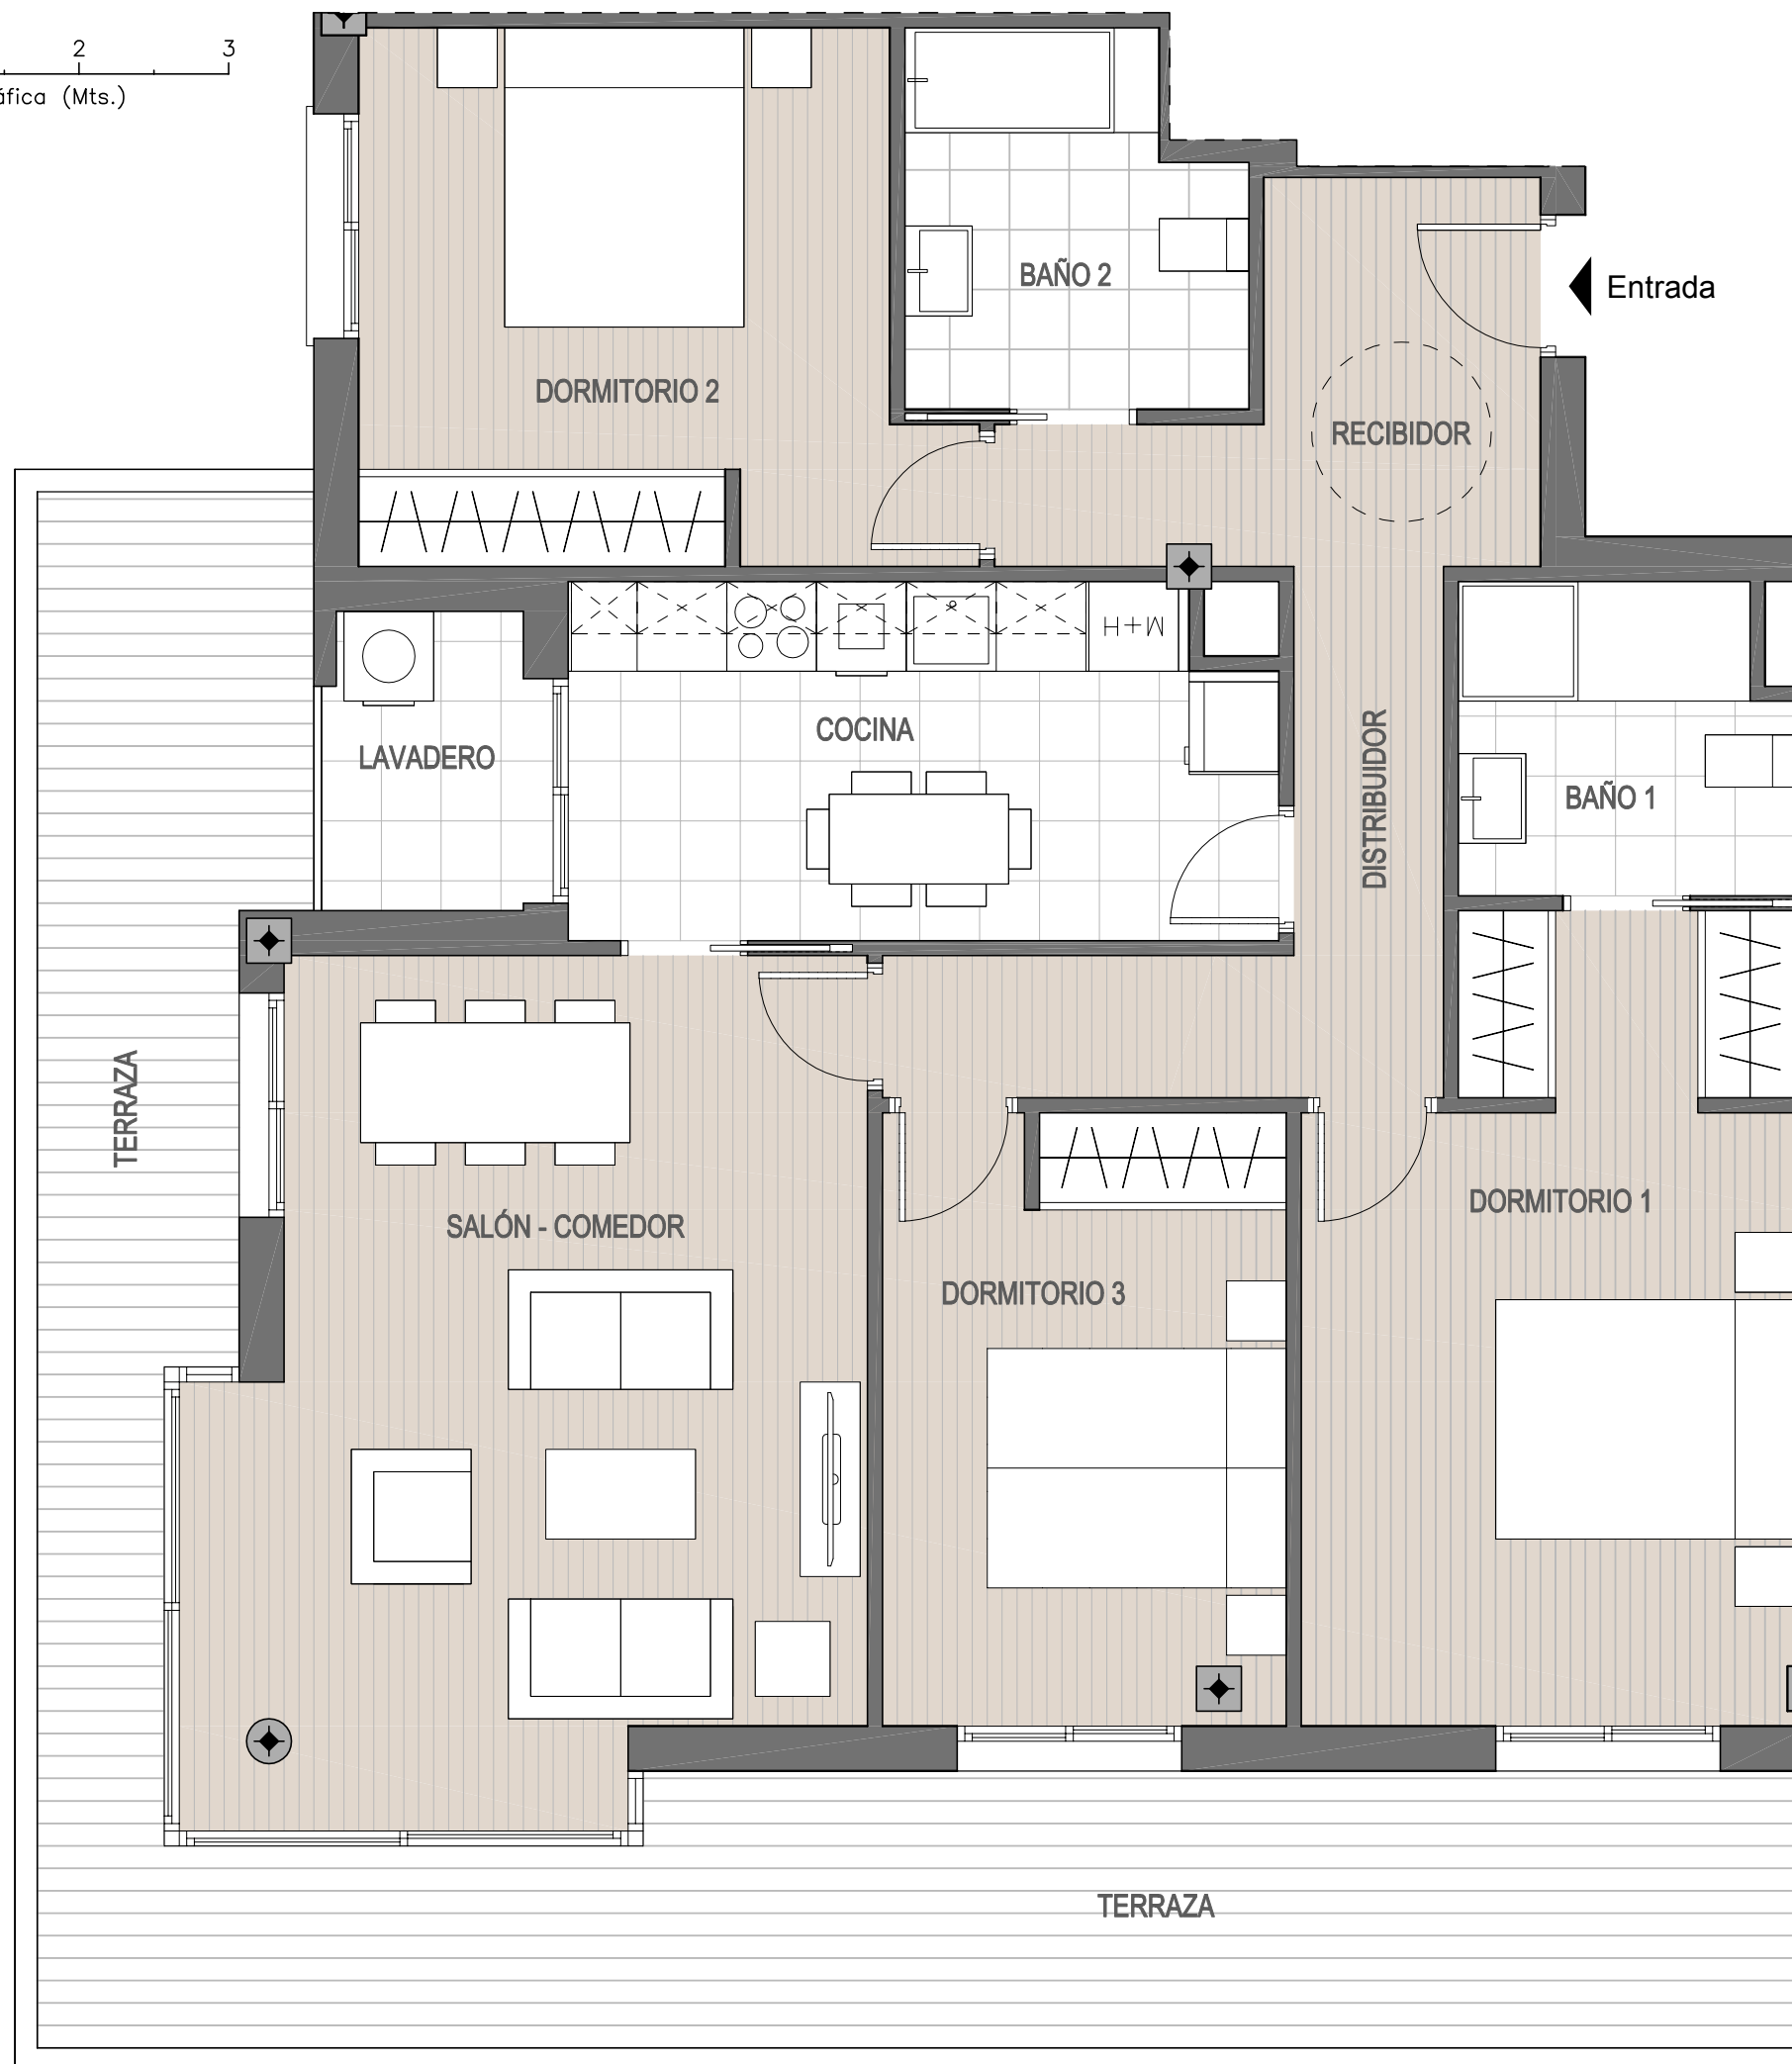 2 3
áfica (Mts.)
BAÑO 2
Entrada
DORMITORIO 2
RECIBIDOR
M+H
COCINA
LAVADERO
DISTRIBUIDOR
BAÑO 1
TERRAZA
DORMITORIO 1
SALÓN - COMEDOR
DORMITORIO 3
TERRAZA